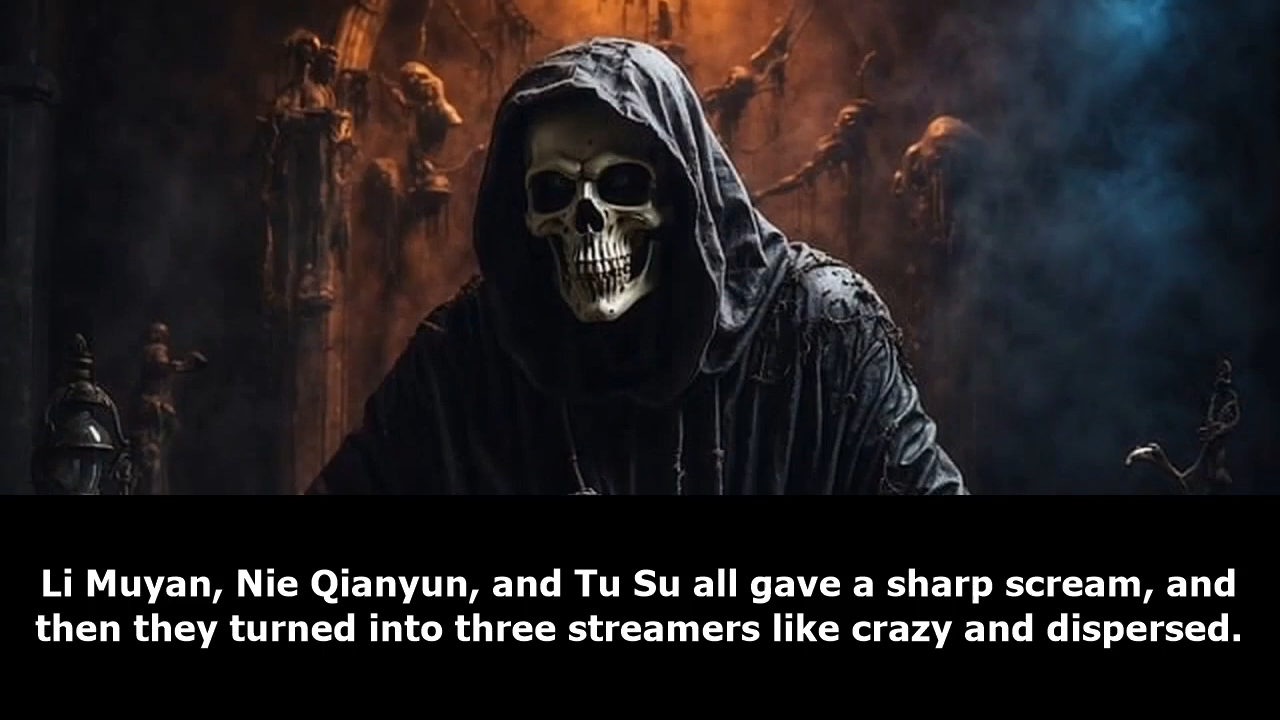 Li Muyan, Nie Qianyun, and Tu Su all gave a sharp scream, and
then they turned into three streamers like crazy and dispersed.